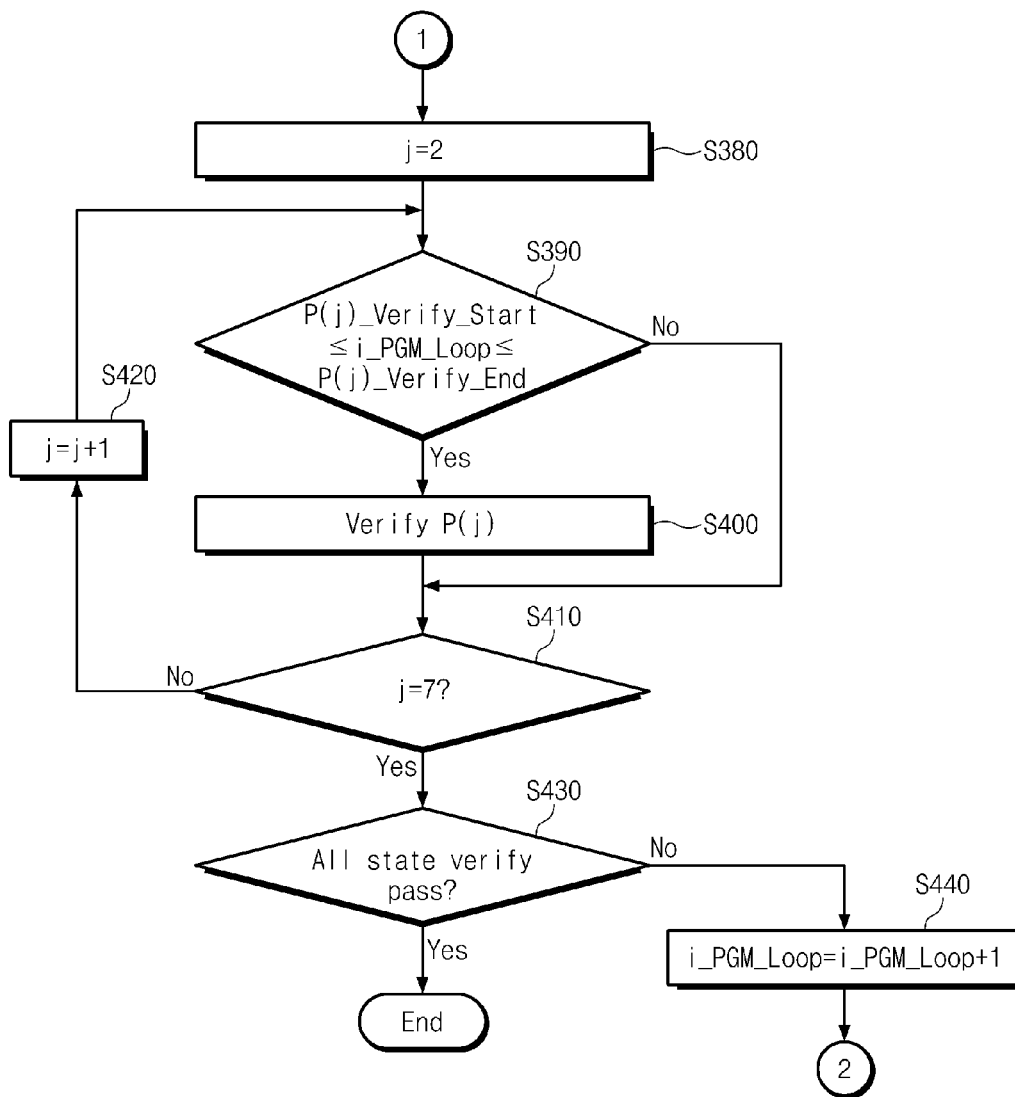 1
j=2
S380
S390
P(j)_Verify_Start
≤i_PGM_Loop≤
P(j)_Verify_End
No
S420
j=j+1
Yes
Verify P(j)
S400
S410
No
j=7?
Yes
S430
All state verify
pass?
No
S440
Yes
i_PGM_Loop=i_PGM_Loop+1
End
2